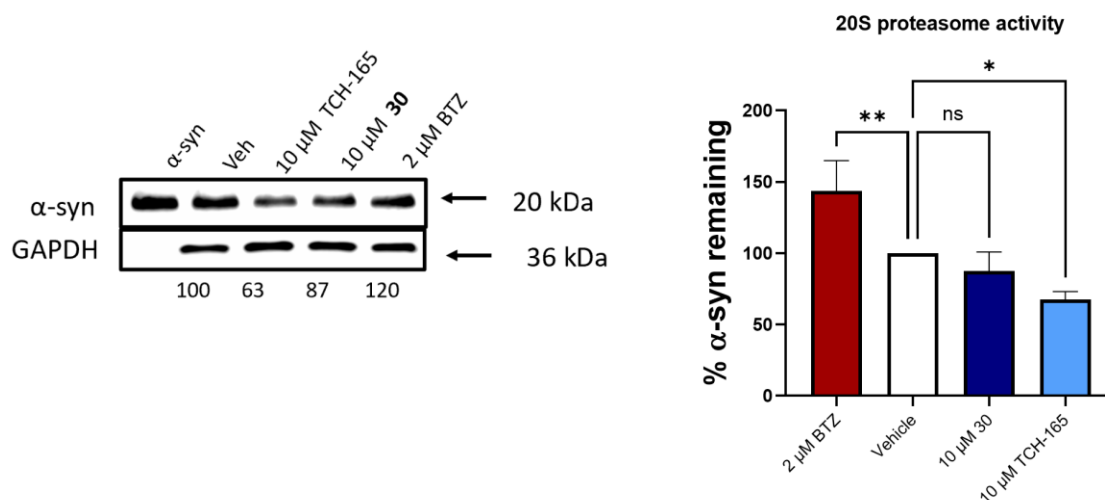 α-syn
Veh
10 µM TCH-165
10 µM 30
2 µM BTZ
α-syn
20 kDa
GAPDH
36 kDa
100 63 87 120
20S proteasome activity
% α-syn remaining
200
150
100
50
0
**
ns
*
2 µM BTZ
Vehicle
10 µM 30
10 µM TCH-165